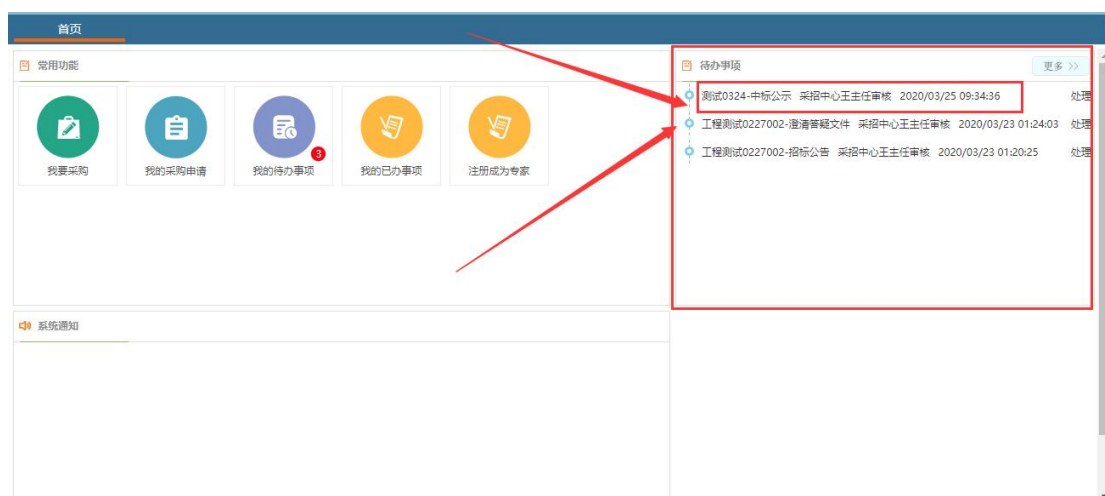 首页
常用功能
我要采购
我的采购申请
3
我的待办事项
我的已办事项
注册成为专家
待办事项
更多 >>
测试0324-中标公示 采招中心王主任审核 2020/03/25 09:34:36 处理
工程测试0227002-澄清答疑文件 采招中心王主任审核 2020/03/23 01:24:03 处理
工程测试0227002-招标公告 采招中心王主任审核 2020/03/23 01:20:25 处理
系统通知